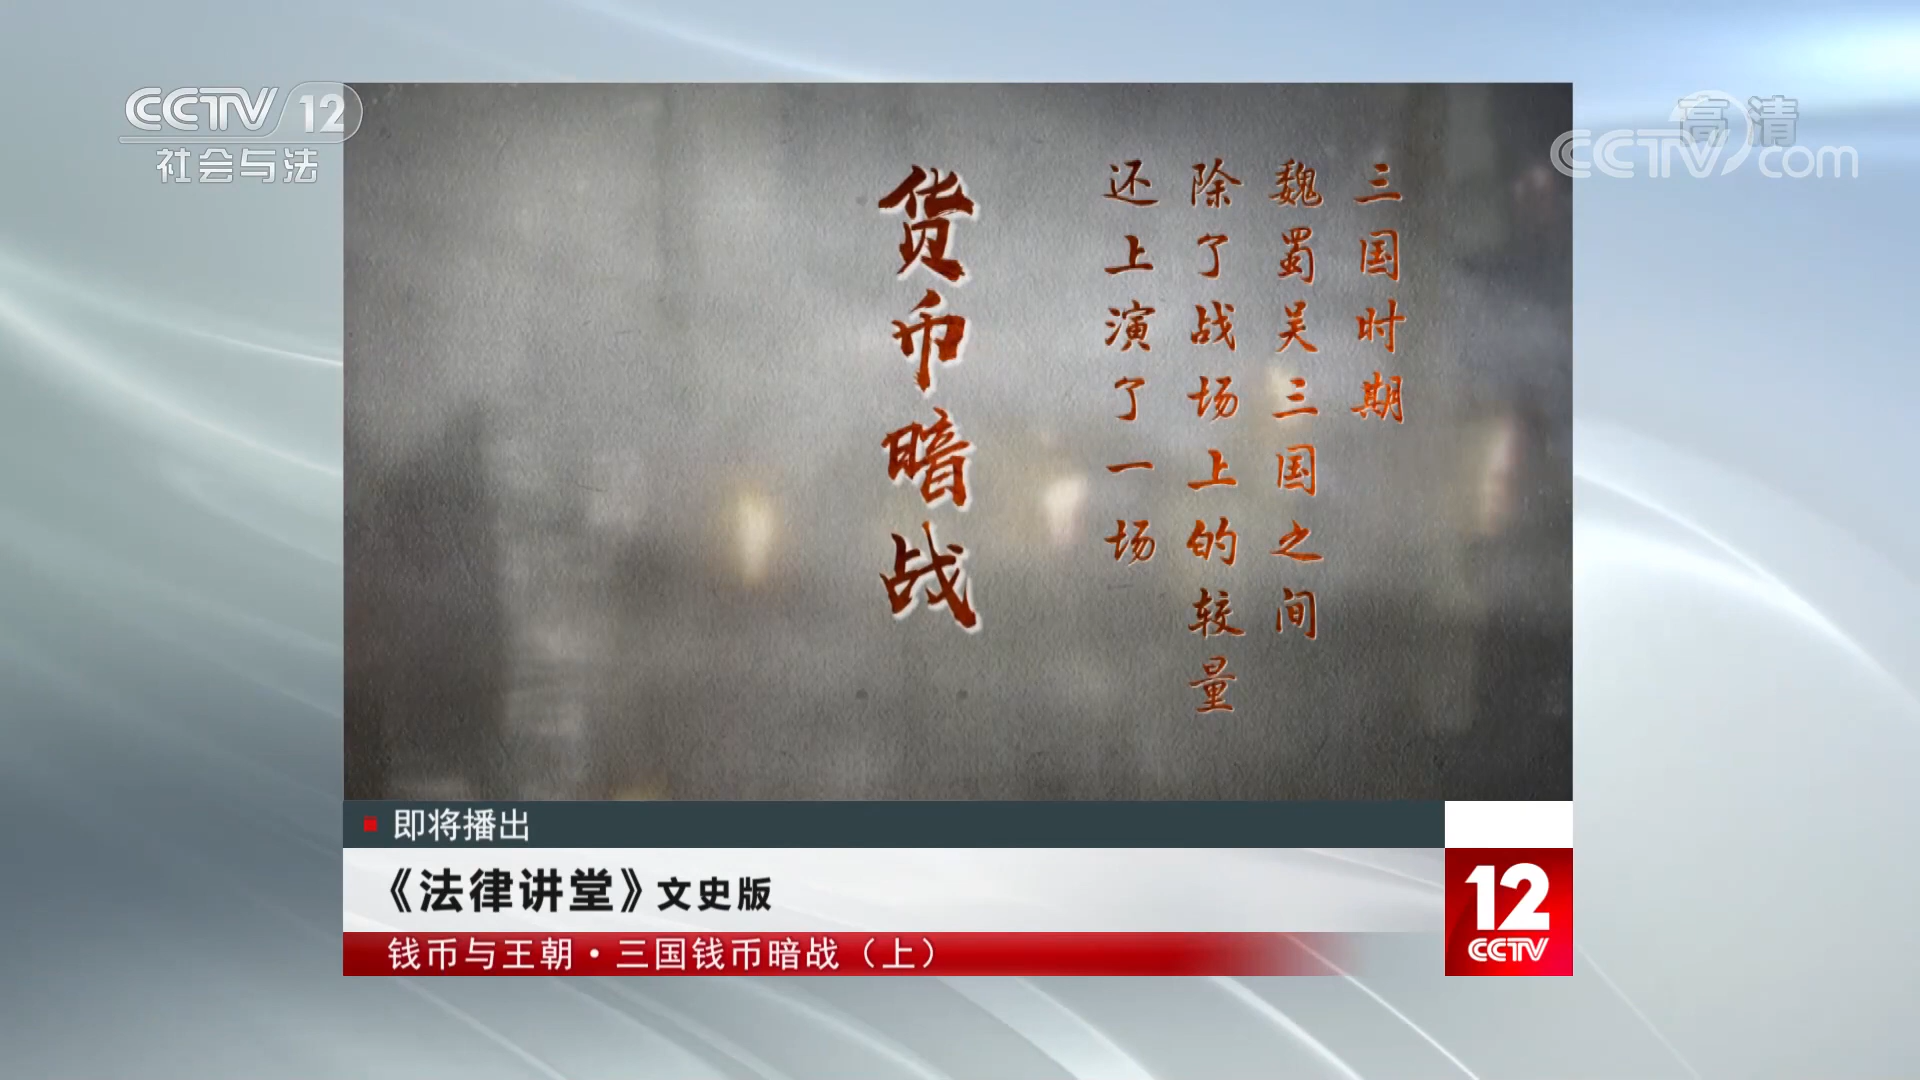 CCTV 12
社会与法
高清
CCTV.com
三国时期
魏蜀吴三国之间
除了战场上的较量
还上演了一场
货币暗战
即将播出
《法律讲堂》文史版
钱币与王朝·三国钱币暗战（上）
12
CCTV